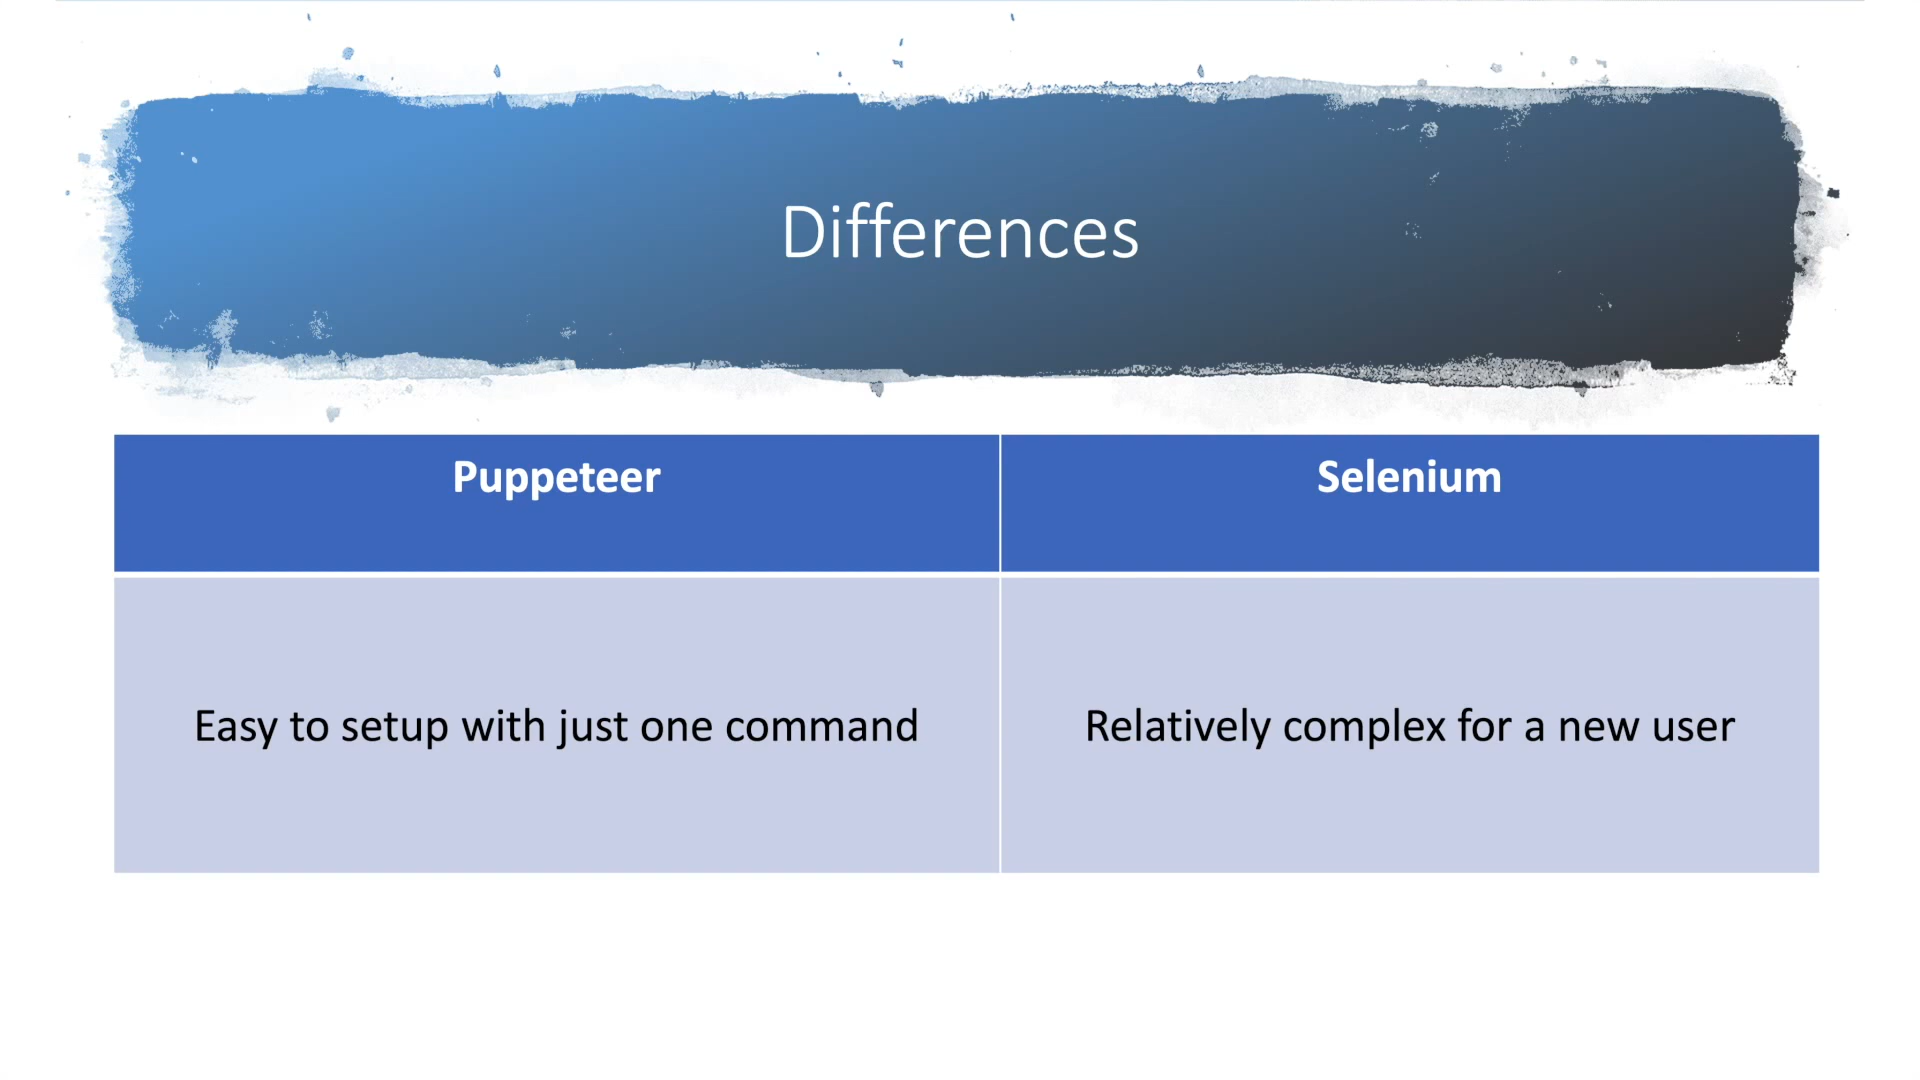 Differences
Puppeteer
Selenium
Easy to setup with just one command
Relatively complex for a new user